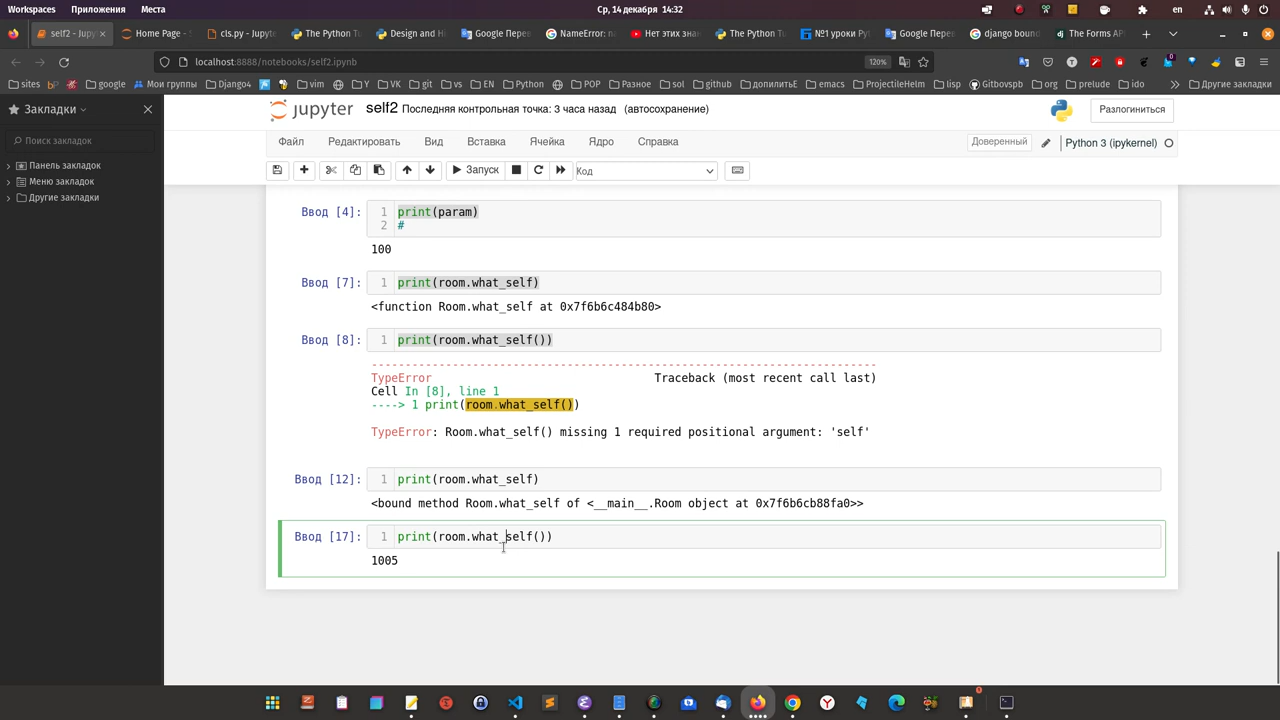 Workspaces Приложения Места Ср, 14 декабря 14:32 en
self2 - Jupyt Home Page - cls.py - Jupyte The Python Tu Design and Hi Google Перев NameError: na Нет этих знан The Python Tu №1 уроки Py Google Перев django bound The Forms API
localhost:8888/notebooks/self2.ipynb 120%
sites google Мои группы Django4 vim Y VK git vs EN Python POP Разное sol github допуглитьбы emacs ProjectileHelm Gitbovspb org prelude ido Другие закладки
Закладки
Поиск закладок
Панель закладок
Меню закладок
Другие закладки
jupyter self2 Последняя контрольная точка: 3 часа назад (автосохранение) Разлогиниться
Файл Редактировать Вид Вставка Ячейка Ядро Справка Доверенный Python 3 (ipykernel)
Запуск Код
Ввод [4]: 1 print(param)
2 #
100
Ввод [7]: 1 print(room.what_self)
<function Room.what_self at 0x7f6b6c484b80>
Ввод [8]: 1 print(room.what_self())
---------------------------------------------------------------------------
TypeError Traceback (most recent call last)
Cell In [8], line 1
----> 1 print(room.what_self())
TypeError: Room.what_self() missing 1 required positional argument: 'self'
Ввод [12]: 1 print(room.what_self)
<bound method Room.what_self of <__main__.Room object at 0x7f6b6cb88fa0>>
Ввод [17]: 1 print(room.what_self())
1005